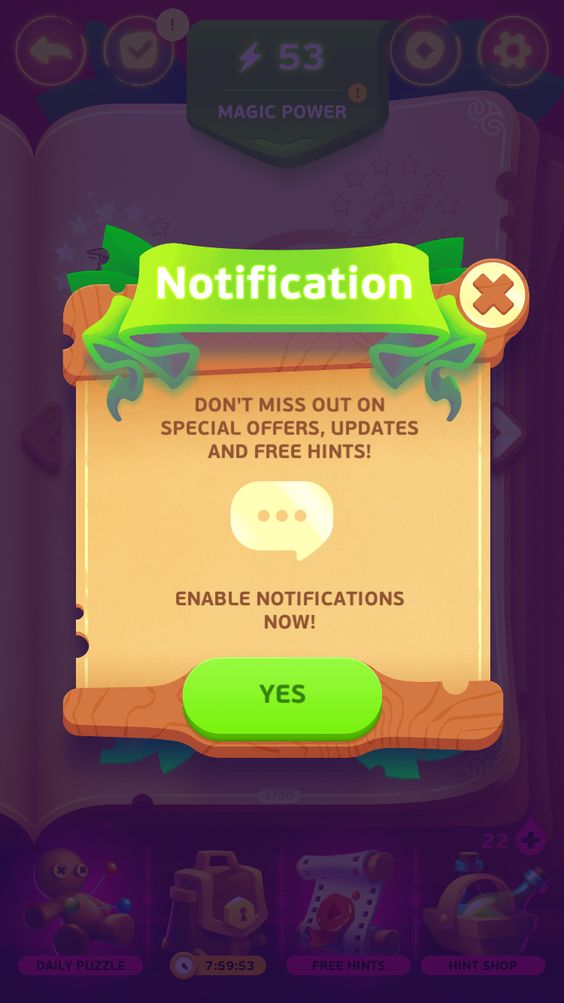 !
53
!
MAGIC POWER
Notification
DON'T MISS OUT ON
SPECIAL OFFERS, UPDATES
AND FREE HINTS!
ENABLE NOTIFICATIONS
NOW!
YES
1/30
22
DAILY PUZZLE
7:59:53
FREE HINTS
HINT SHOP